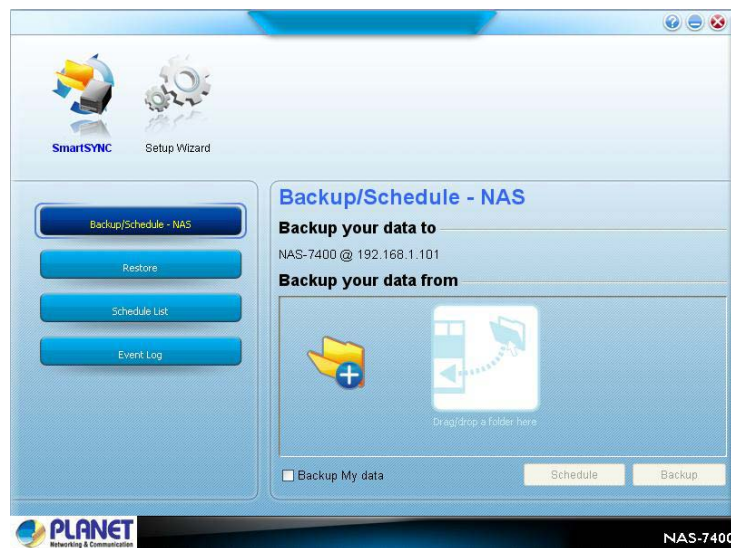 SmartSYNC
Setup Wizard
Backup/Schedule - NAS
Restore
Schedule List
Event Log
Backup/Schedule - NAS
Backup your data to
NAS-7400 @ 192.168.1.101
Backup your data from
Drag/drop a folder here
Backup My data
Schedule
Backup
PLANET
Networking & Communication
NAS-7400